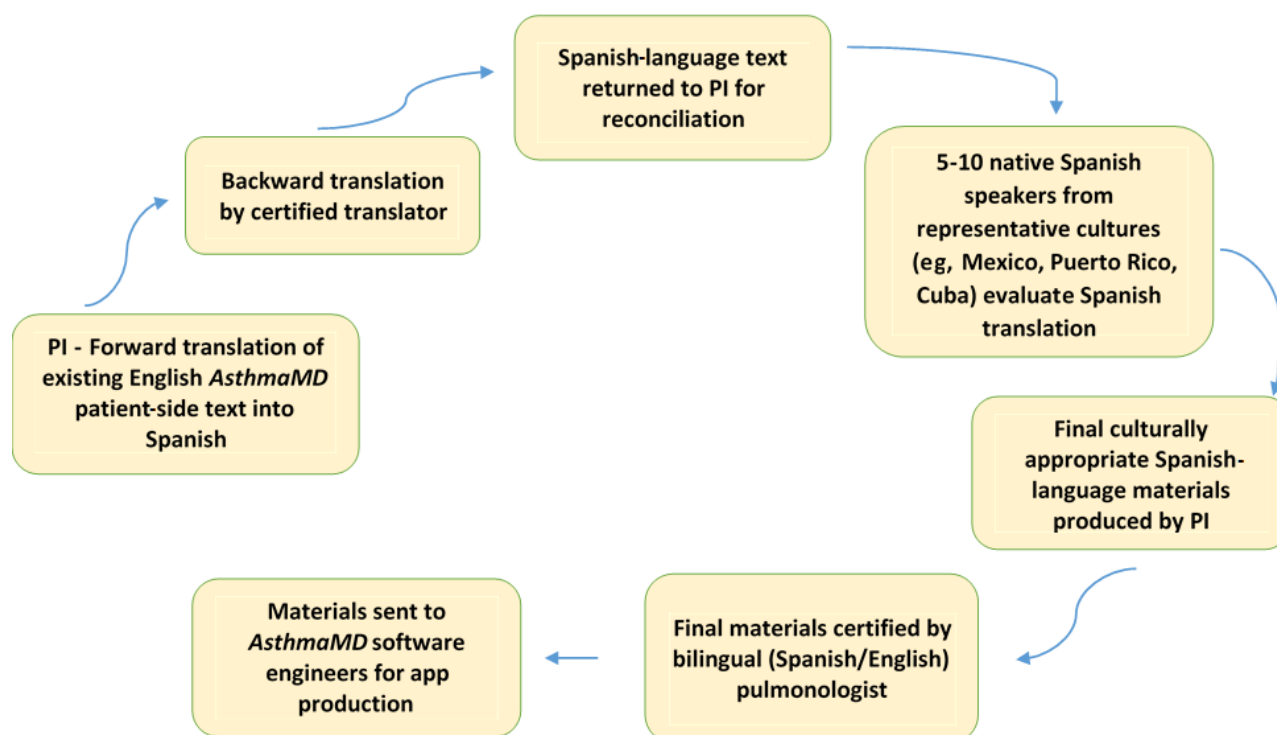 PI - Forward translation of
existing English AsthmaMD
patient-side text into
Spanish
Backward translation
by certified translator
Spanish-language text
returned to PI for
reconciliation
5-10 native Spanish
speakers from
representative cultures
(eg, Mexico, Puerto Rico,
Cuba) evaluate Spanish
translation
Final culturally
appropriate Spanish-
language materials
produced by PI
Final materials certified by
bilingual (Spanish/English)
pulmonologist
Materials sent to
AsthmaMD software
engineers for app
production